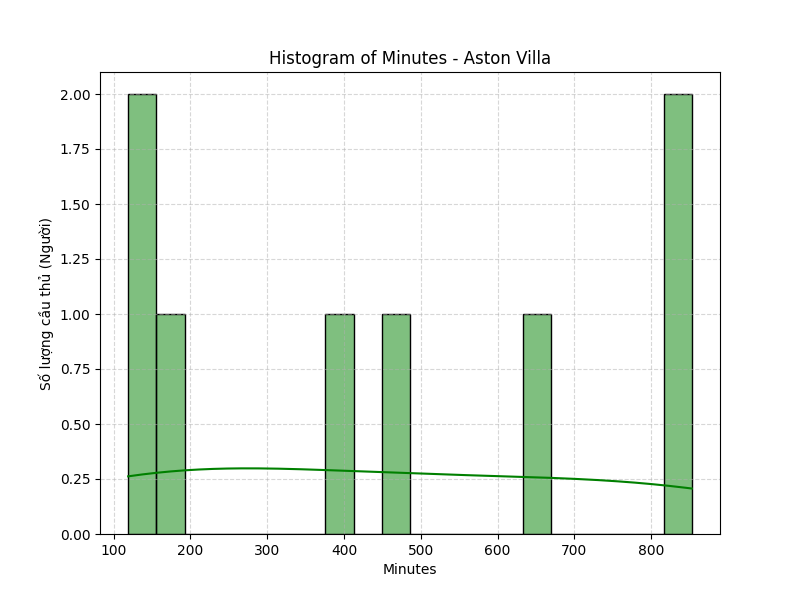 Histogram of Minutes - Aston Villa
2.00
1.75
1.50
1.25
1.00
0.75
0.50
0.25
0.00
Số lượng cầu thủ (Người)
100 200 300 400 500 600 700 800
Minutes